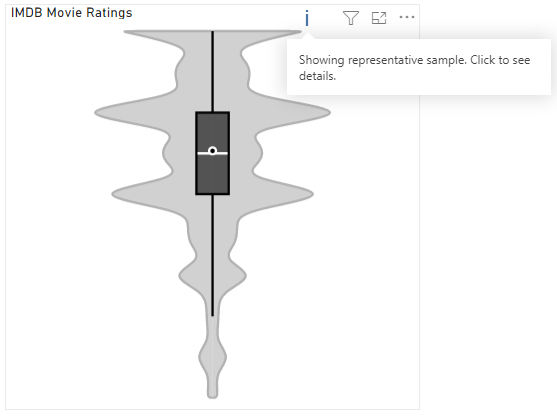 IMDB Movie Ratings
Showing representative sample. Click to see
details.